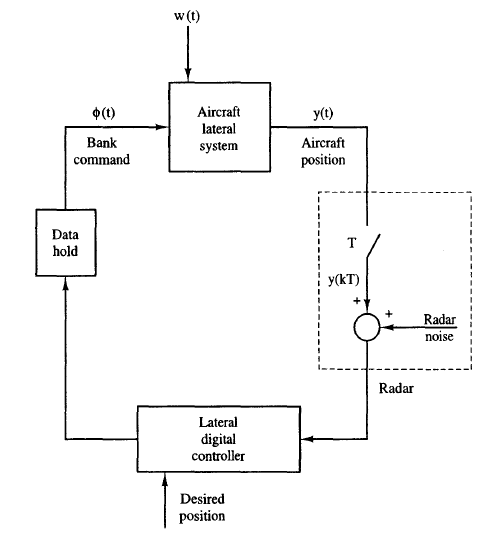 w(t)
ϕ(t)
Bank
command
Aircraft
lateral
system
y(t)
Aircraft
position
Data
hold
T
y(kT)
+
+
Radar
noise
Radar
Lateral
digital
controller
Desired
position